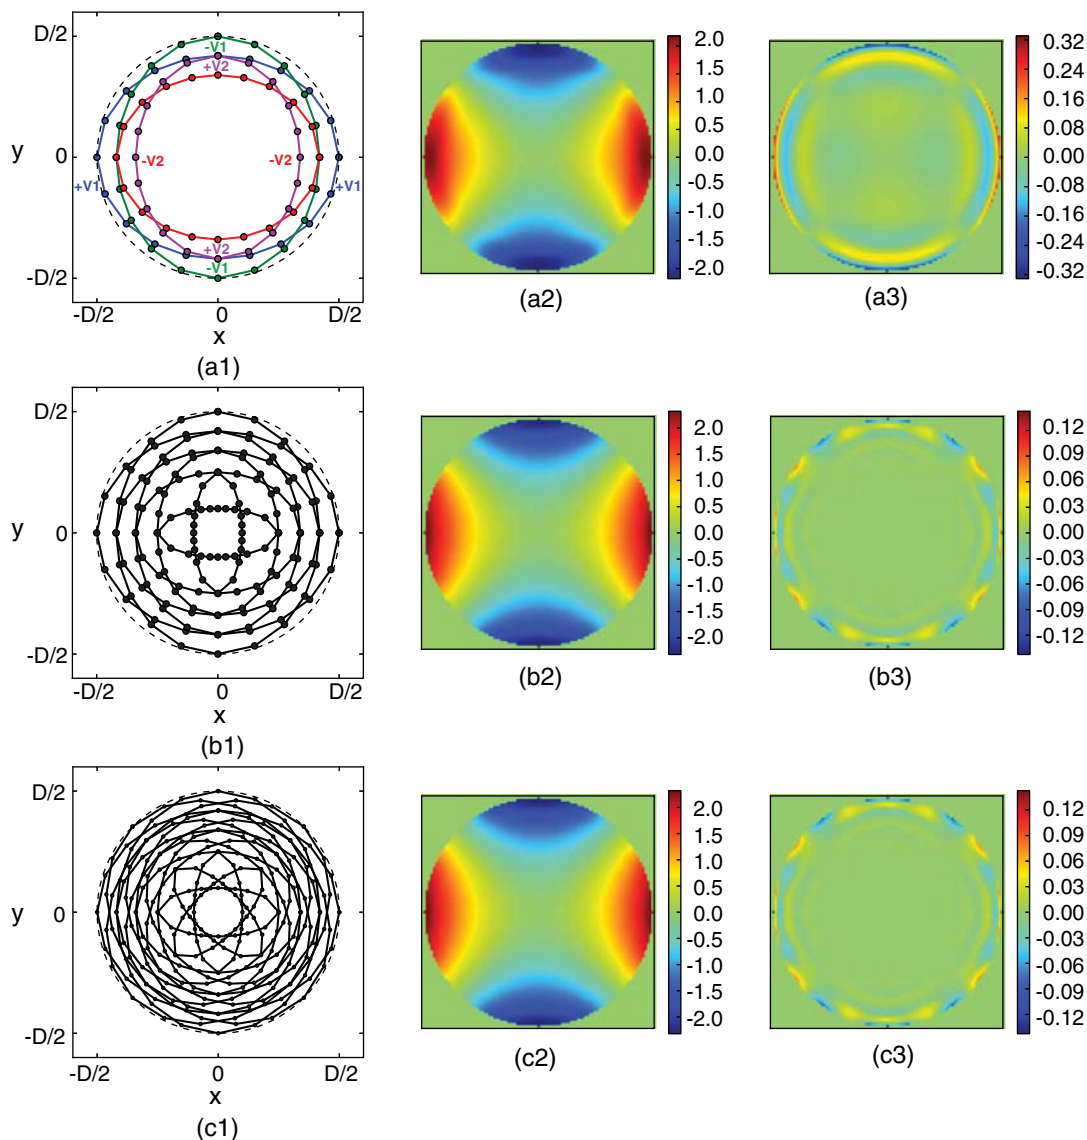 D/2
y
0
-D/2
-D/2 0 D/2
x
(a1)
-V1
+V2
-V2
-V2
+V1
+V1
+V2
-V1
2.0
1.5
1.0
0.5
0.0
-0.5
-1.0
-1.5
-2.0
(a2)
0.32
0.24
0.16
0.08
0.00
-0.08
-0.16
-0.24
-0.32
(a3)
D/2
y
0
-D/2
-D/2 0 D/2
x
(b1)
2.0
1.5
1.0
0.5
0.0
-0.5
-1.0
-1.5
-2.0
(b2)
0.12
0.09
0.06
0.03
0.00
-0.03
-0.06
-0.09
-0.12
(b3)
D/2
y
0
-D/2
-D/2 0 D/2
x
(c1)
2.0
1.5
1.0
0.5
0.0
-0.5
-1.0
-1.5
-2.0
(c2)
0.12
0.09
0.06
0.03
0.00
-0.03
-0.06
-0.09
-0.12
(c3)